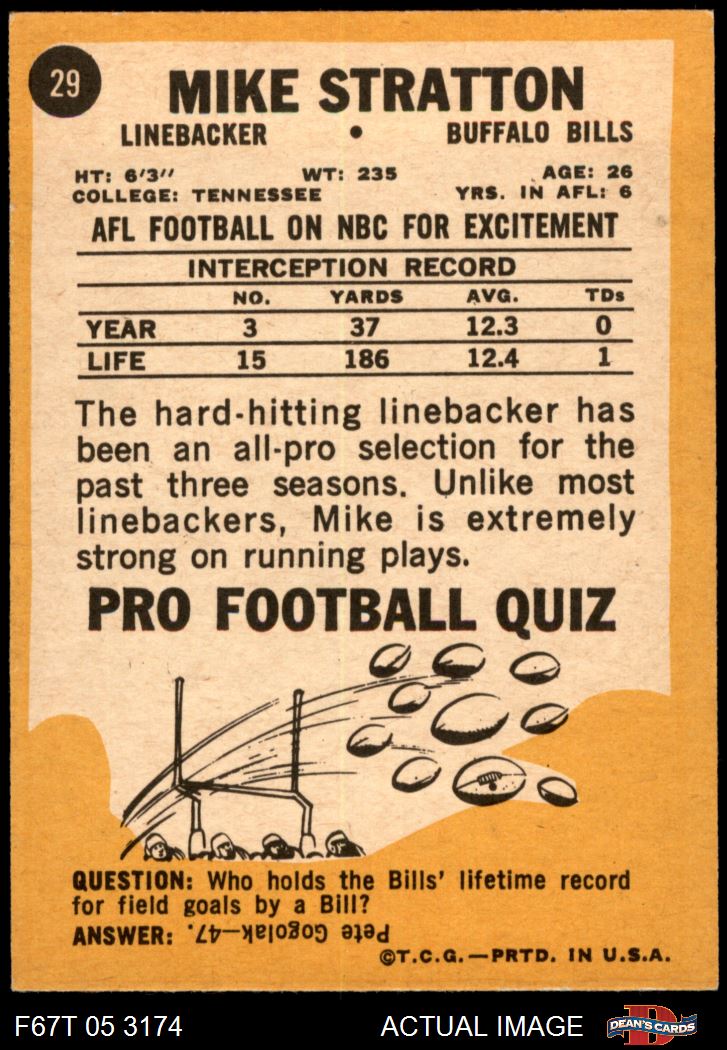 29
MIKE STRATTON
LINEBACKER • BUFFALO BILLS
HT: 6'3" WT: 235 AGE: 26
COLLEGE: TENNESSEE YRS. IN AFL: 6
AFL FOOTBALL ON NBC FOR EXCITEMENT
INTERCEPTION RECORD
NO. YARDS AVG. TDs
YEAR 3 37 12.3 0
LIFE 15 186 12.4 1
The hard-hitting linebacker has
been an all-pro selection for the
past three seasons. Unlike most
linebackers, Mike is extremely
strong on running plays.
PRO FOOTBALL QUIZ
QUESTION: Who holds the Bills' lifetime record
for field goals by a Bill?
ANSWER: Pete Gogolak—47.
©T.C.G.—PRTD. IN U.S.A.
F67T 05 3174 ACTUAL IMAGE D DEAN'S CARDS